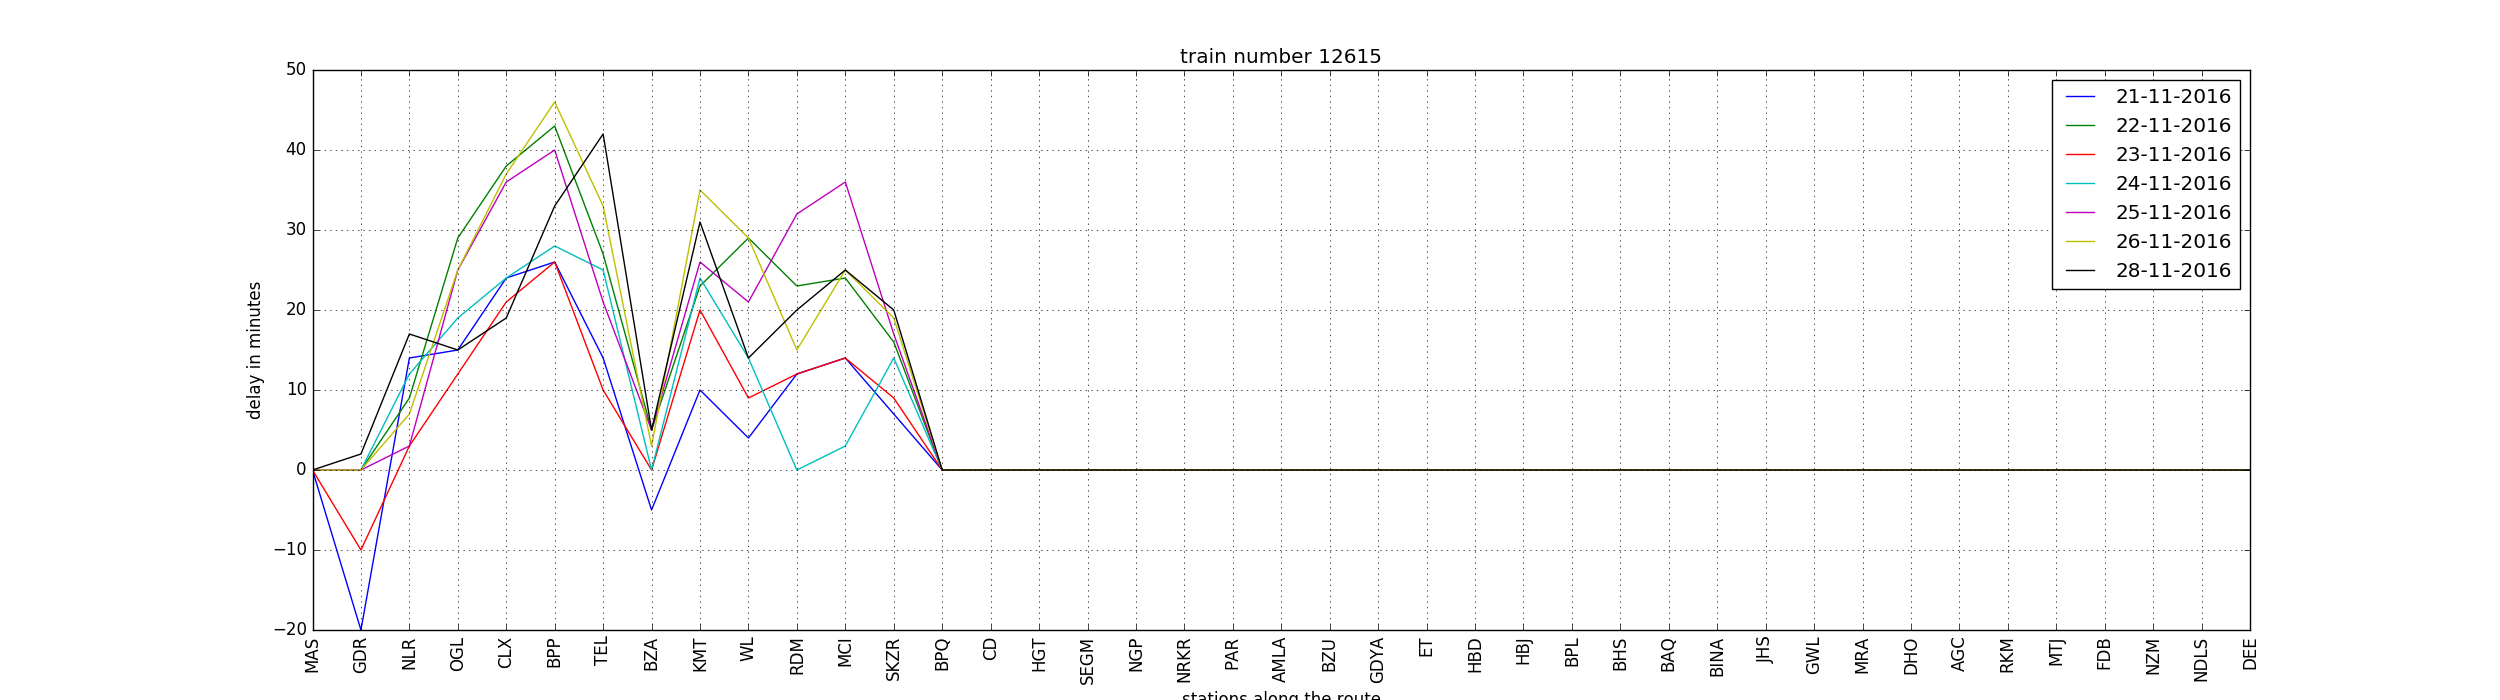 train number 12615
50
40
30
20
10
0
−10
−20
delay in minutes
21-11-2016
22-11-2016
23-11-2016
24-11-2016
25-11-2016
26-11-2016
28-11-2016
MAS
GDR
NLR
OGL
CLX
BPP
TEL
BZA
KMT
WL
RDM
MCI
SKZR
BPQ
CD
HGT
SEGM
NGP
NRKR
PAR
AMLA
BZU
GDYA
ET
HBD
HBJ
BPL
BHS
BAQ
BINA
JHS
GWL
MRA
DHO
AGC
RKM
MTJ
FDB
NZM
NDLS
DEE
stations along the route